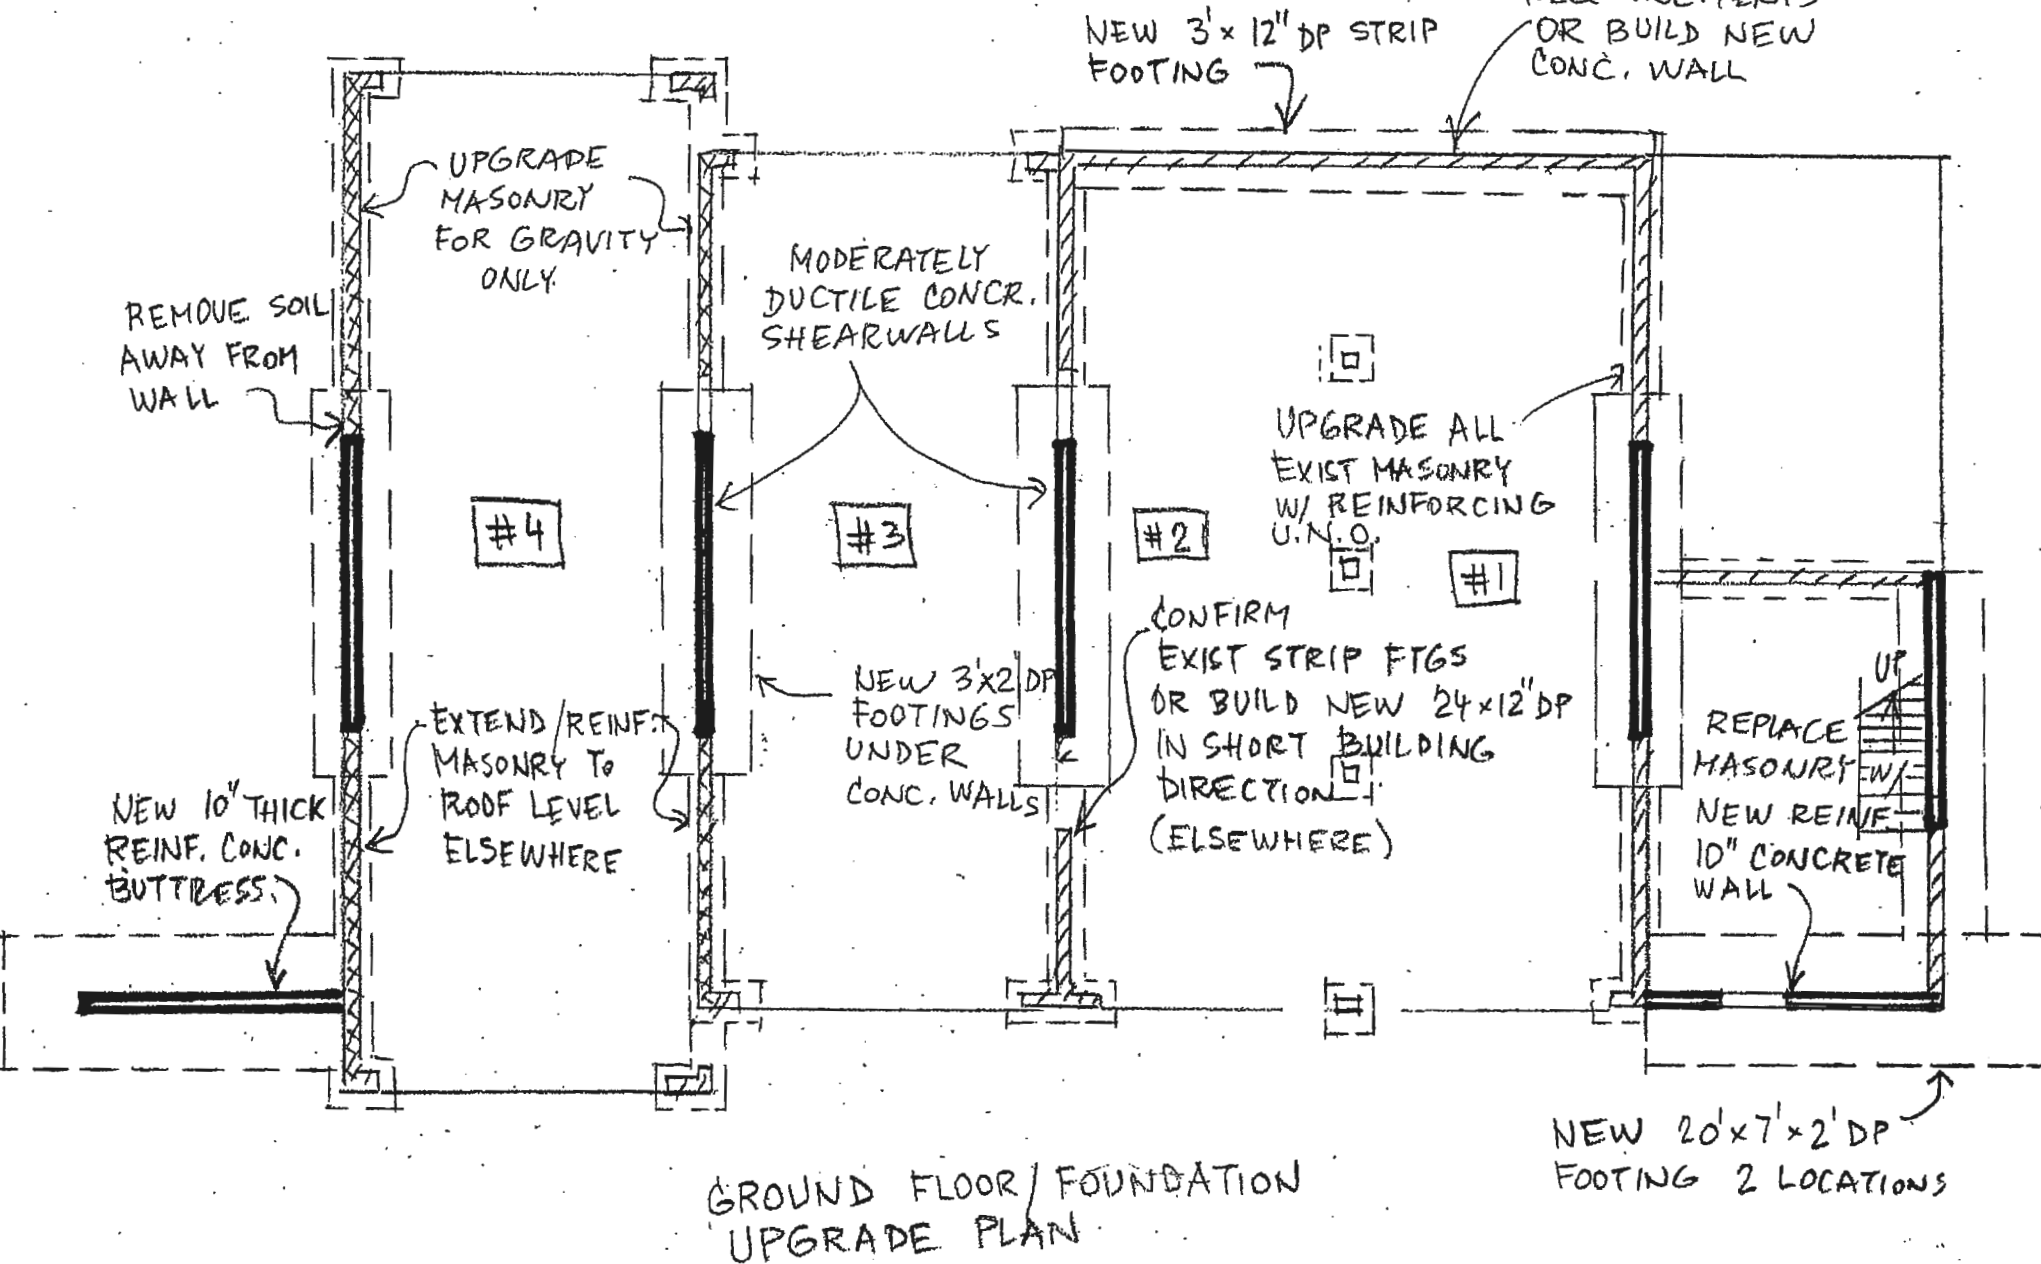 NEW 3'x 12" DP STRIP
FOOTING
OR BUILD NEW
CONC. WALL
UPGRADE
MASONRY
FOR GRAVITY
ONLY.
MODERATELY
DUCTILE CONCR.
SHEARWALLS
REMOVE SOIL
AWAY FROM
WALL
UPGRADE ALL
EXIST MASONRY
W/ REINFORCING
U.N.O.
#4
#3
#2
#1
CONFIRM
EXIST STRIP FTGS
OR BUILD NEW 24x12" DP
IN SHORT BUILDING
DIRECTION
(ELSEWHERE)
NEW 3'x2' DP
FOOTINGS
UNDER
CONC. WALLS
EXTEND/REINF.
MASONRY TO
ROOF LEVEL
ELSEWHERE
UP
REPLACE
MASONRY W/
NEW REINF
10" CONCRETE
WALL
NEW 10" THICK
REINF. CONC.
BUTTRESS.
NEW 20'x7'x2' DP
FOOTING 2 LOCATIONS
GROUND FLOOR/FOUNDATION
UPGRADE PLAN